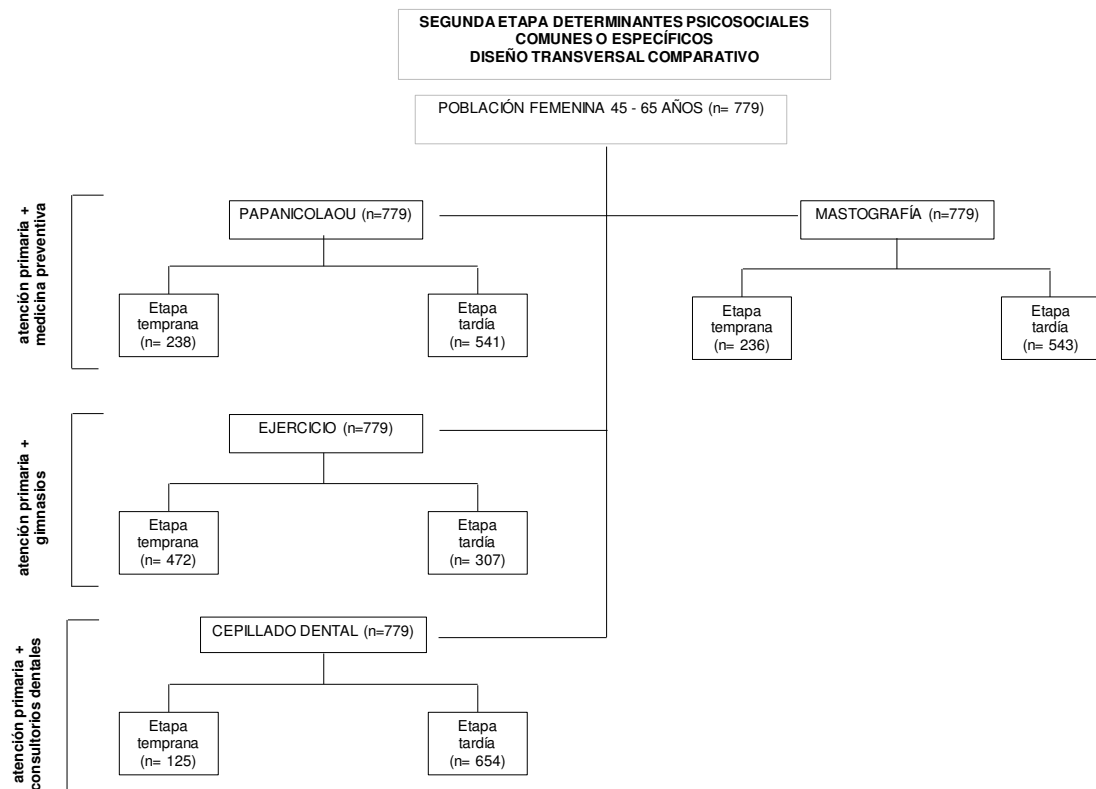 SEGUNDA ETAPA DETERMINANTES PSICOSOCIALES
COMUNES O ESPECÍFICOS
DISEÑO TRANSVERSAL COMPARATIVO
POBLACIÓN FEMENINA 45 - 65 AÑOS (n= 779)
atención primaria +
medicina preventiva
PAPANICOLAOU (n=779)
MASTOGRAFÍA (n=779)
Etapa
temprana
(n= 238)
Etapa
tardía
(n= 541)
Etapa
temprana
(n= 236)
Etapa
tardía
(n= 543)
atención primaria +
gimnasios
EJERCICIO (n=779)
Etapa
temprana
(n= 472)
Etapa
tardía
(n= 307)
atención primaria +
consultorios dentales
CEPILLADO DENTAL (n=779)
Etapa
temprana
(n= 125)
Etapa
tardía
(n= 654)